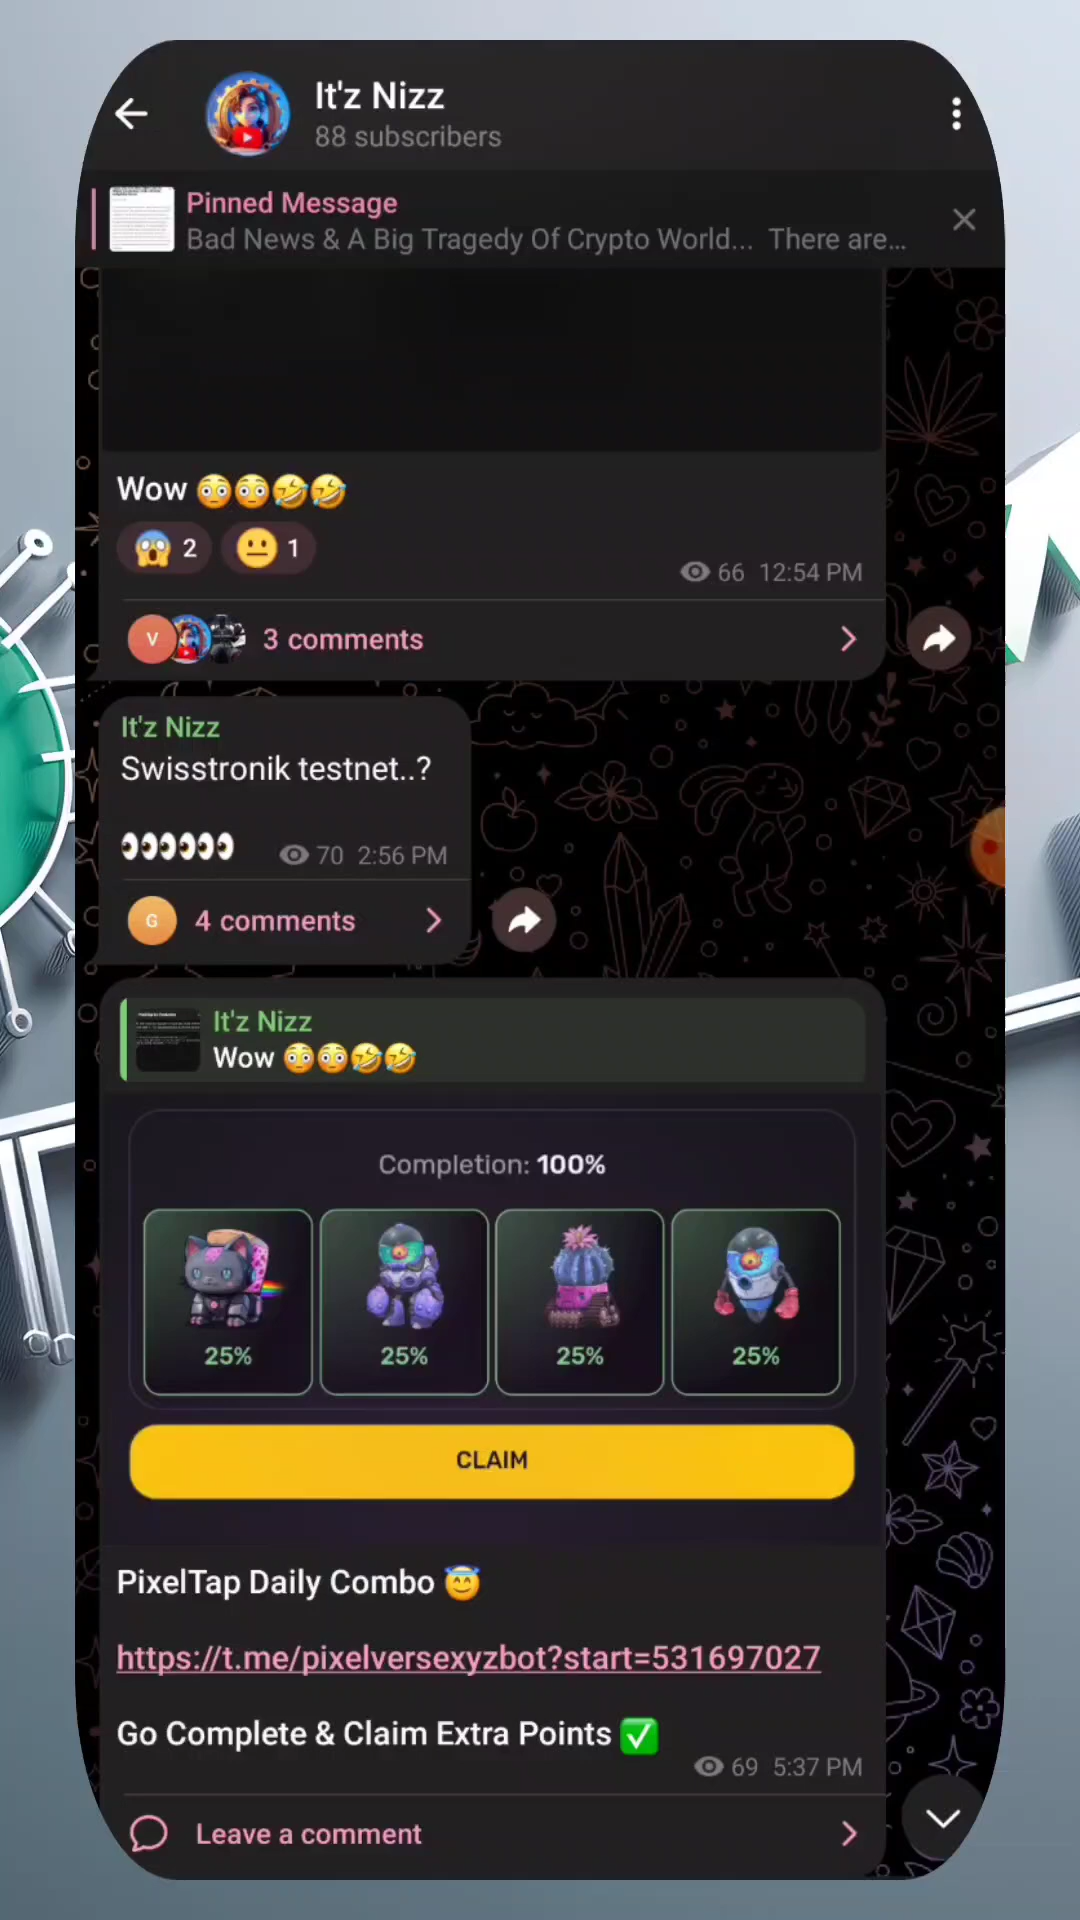 It'z Nizz
88 subscribers
Pinned Message
Bad News & A Big Tragedy Of Crypto World... There are...
Wow 😳😳🤣🤣
😱 2 😐 1
66 12:54 PM
V
3 comments
It'z Nizz
Swisstronik testnet..?
👀👀👀 70 2:56 PM
G
4 comments
It'z Nizz
Wow 😳😳🤣🤣
Completion: 100%
25% 25% 25% 25%
CLAIM
PixelTap Daily Combo 😇
https://t.me/pixelversexyzbot?start=531697027
Go Complete & Claim Extra Points ✅
69 5:37 PM
Leave a comment